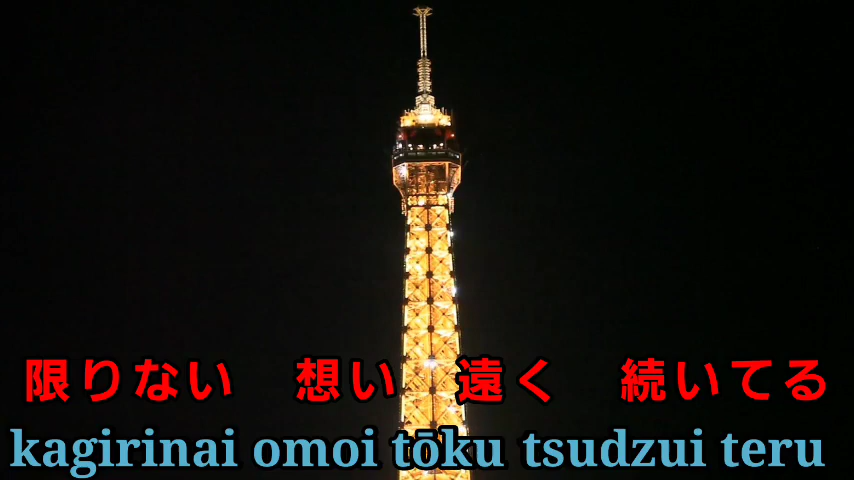 限りない　想い　遠く　続いてる
kagirinai omoi tōku tsudzui teru